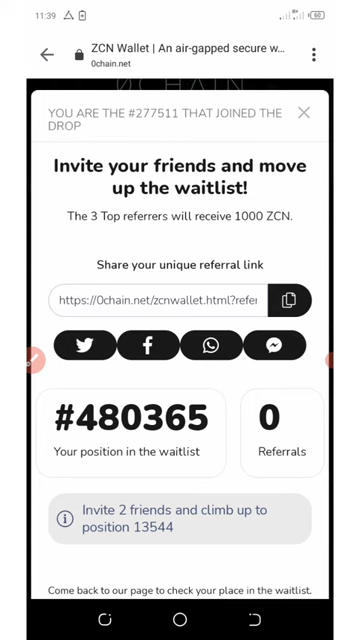 11:39
60
ZCN Wallet | An air-gapped secure w...
0chain.net
0CHAIN
YOU ARE THE #277511 THAT JOINED THE
DROP
Invite your friends and move
up the waitlist!
The 3 Top referrers will receive 1000 ZCN.
Share your unique referral link
https://0chain.net/zcnwallet.html?refer
#480365
0
Your position in the waitlist
Referrals
Invite 2 friends and climb up to
position 13544
Come back to our page to check your place in the waitlist.